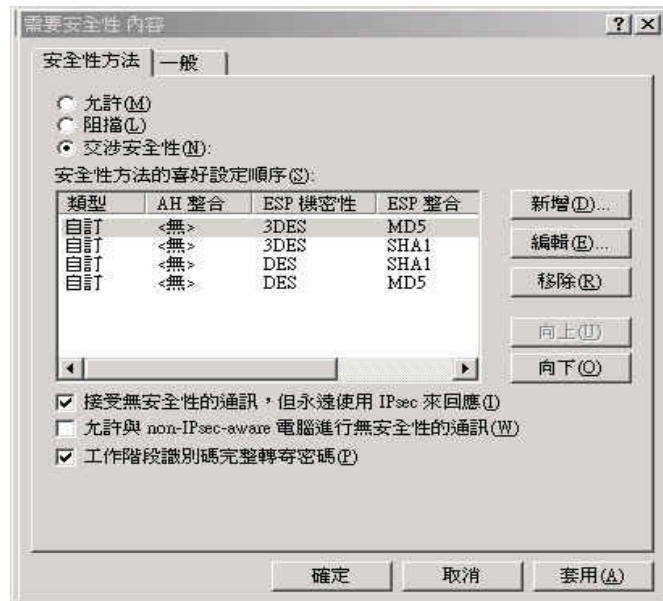 需要安全性 內容
安全性方法 一般
允許(M)
阻擋(L)
交涉安全性(N):
安全性方法的喜好設定順序(S):
類型 AH 整合 ESP 機密性 ESP 整合
自訂 <無> 3DES MD5
自訂 <無> 3DES SHA1
自訂 <無> DES SHA1
自訂 <無> DES MD5
新增(D)...
編輯(E)...
移除(R)
向上(U)
向下(O)
接受無安全性的通訊，但永遠使用 IPsec 來回應(I)
允許與 non-IPsec-aware 電腦進行無安全性的通訊(W)
工作階段識別碼完整轉寄密碼(P)
確定 取消 套用(A)